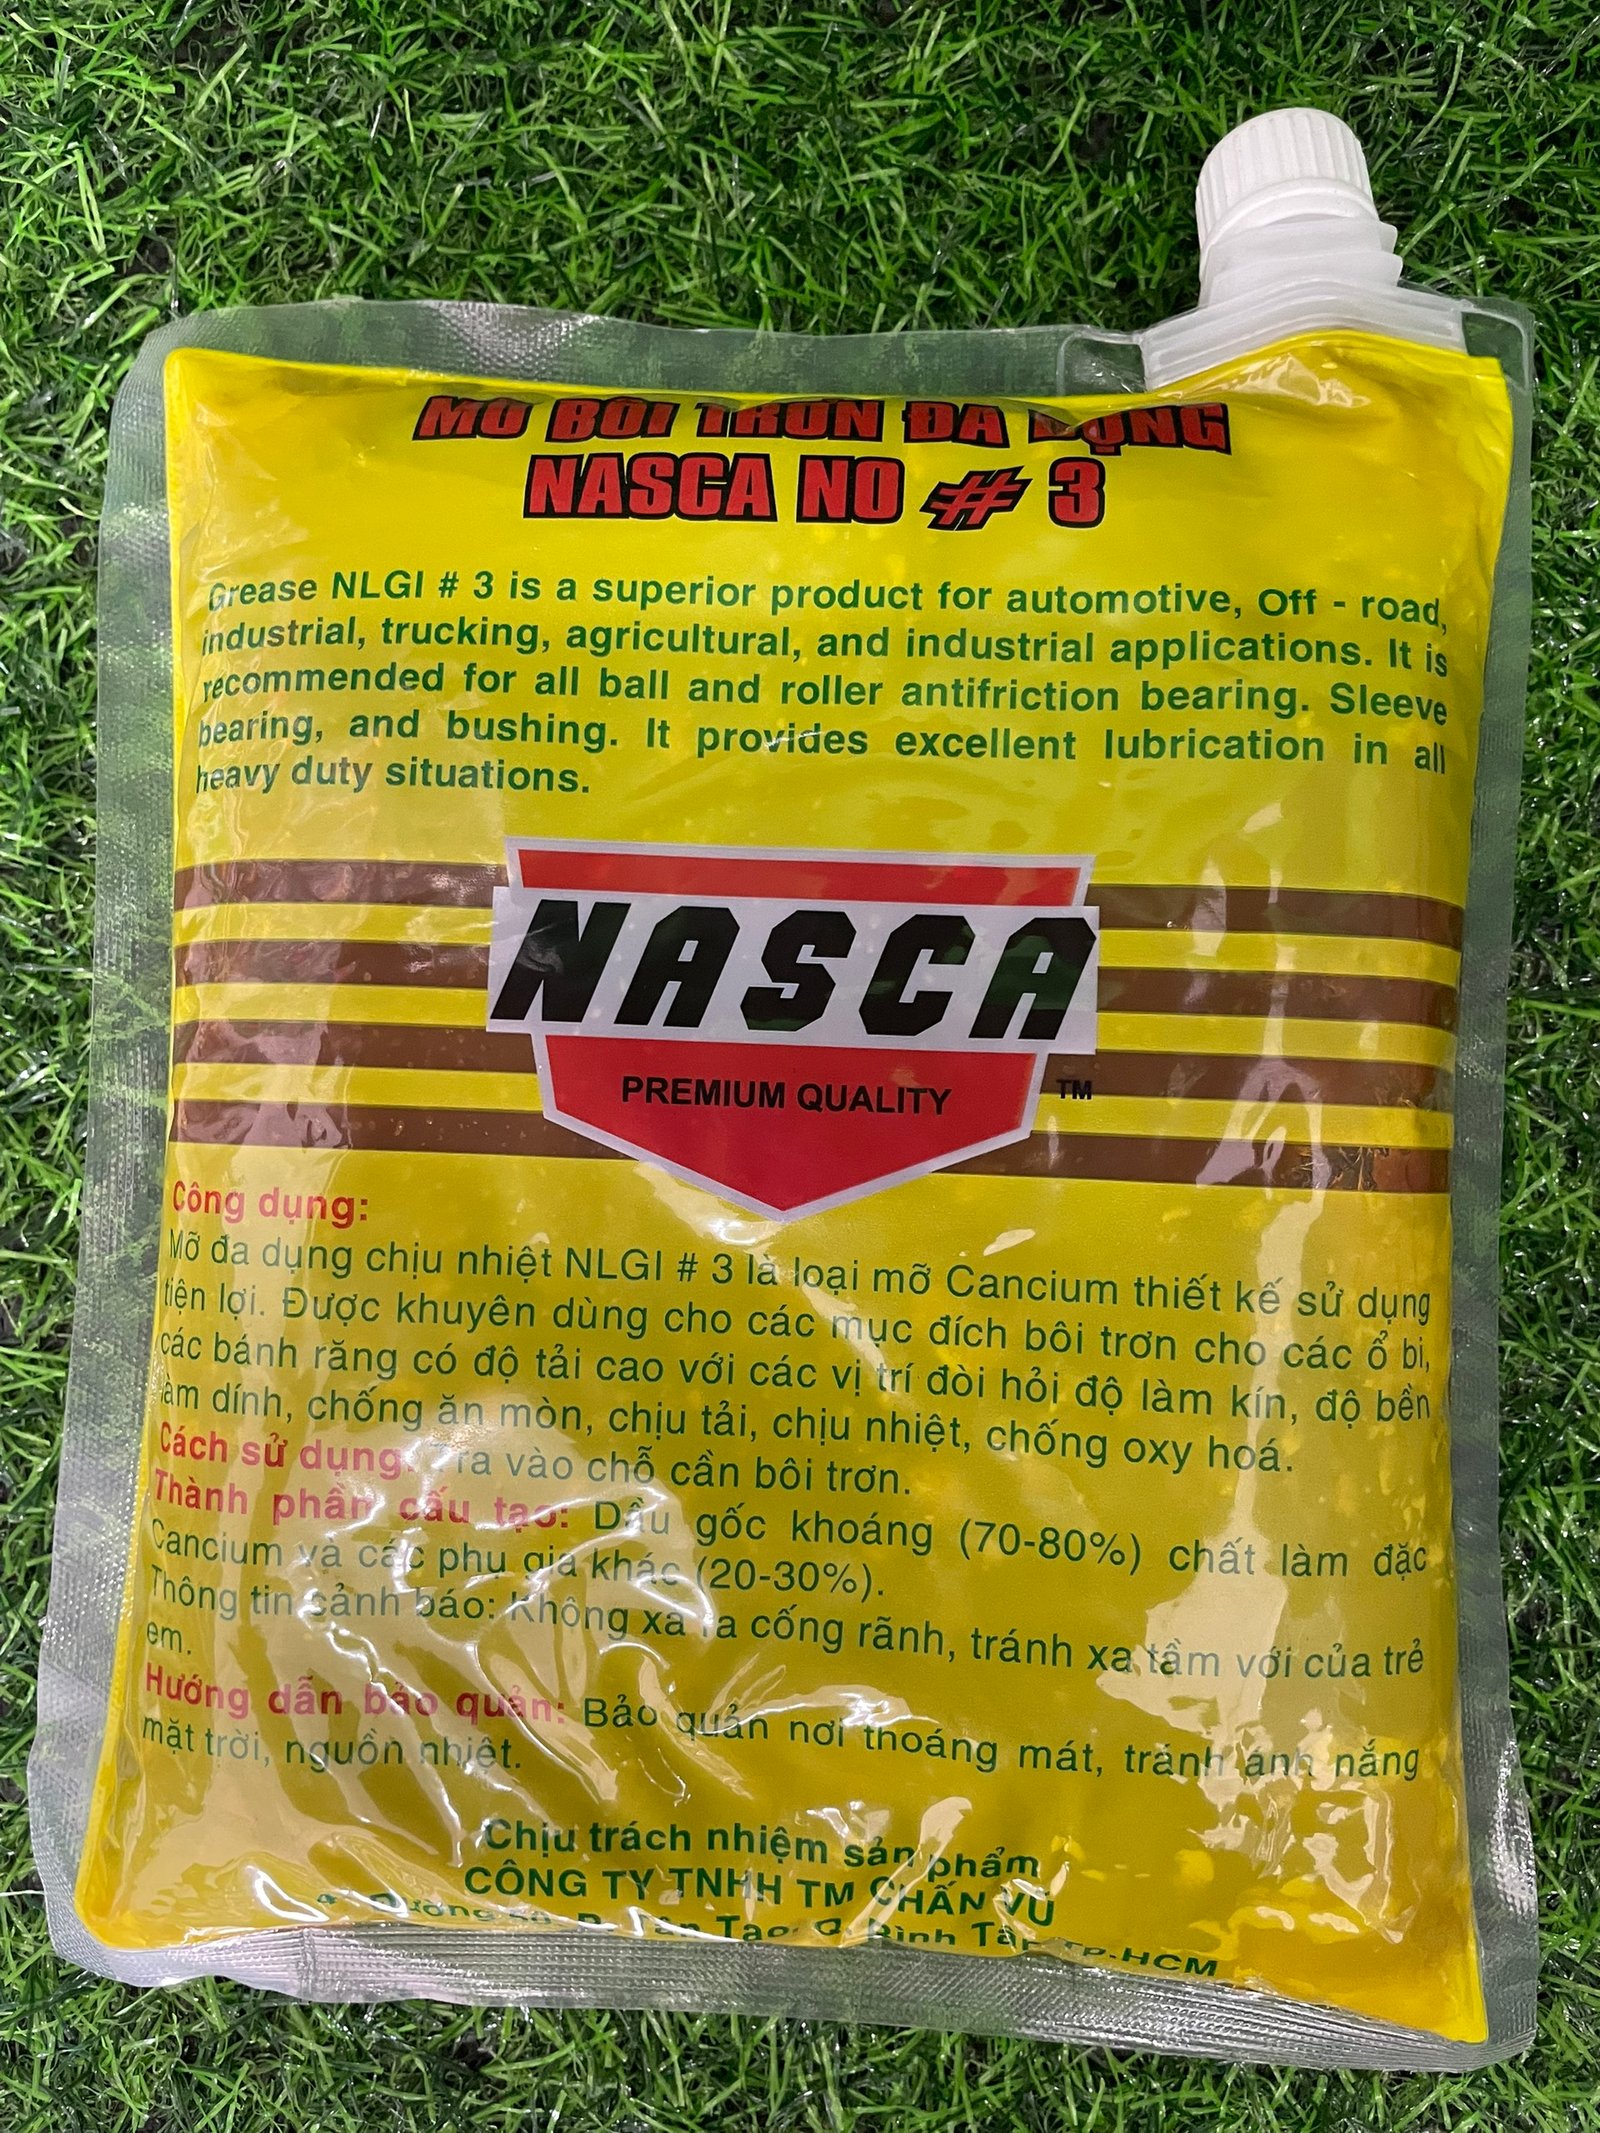 MỠ BÔI TRƠN ĐA DỤNG
NASCA NO # 3
Grease NLGI # 3 is a superior product for automotive, Off - road,
industrial, trucking, agricultural, and industrial applications. It is
recommended for all ball and roller antifriction bearing. Sleeve
bearing, and bushing. It provides excellent lubrication in all
heavy duty situations.
NASCA
PREMIUM QUALITY
TM
Công dụng:
Mỡ đa dụng chịu nhiệt NLGI # 3 là loại mỡ Cancium thiết kế sử dụng
tiện lợi. Được khuyên dùng cho các mục đích bôi trơn cho các ổ bi,
các bánh răng có độ tải cao với các vị trí đòi hỏi độ làm kín, độ bền
làm dính, chống ăn mòn, chịu tải, chịu nhiệt, chống oxy hoá.
Cách sử dụng: Tra vào chỗ cần bôi trơn.
Thành phần cấu tạo: Dầu gốc khoáng (70-80%) chất làm đặc
Cancium và các phụ gia khác (20-30%).
Thông tin cảnh báo: Không xả ra cống rãnh, tránh xa tầm với của trẻ
em.
Hướng dẫn bảo quản: Bảo quản nơi thoáng mát, tránh ánh nắng
mặt trời, nguồn nhiệt.
Chịu trách nhiệm sản phẩm
CÔNG TY TNHH TM CHẤN VŨ
Đường P. Tân Tạo Q. Bình Tân TP.HCM